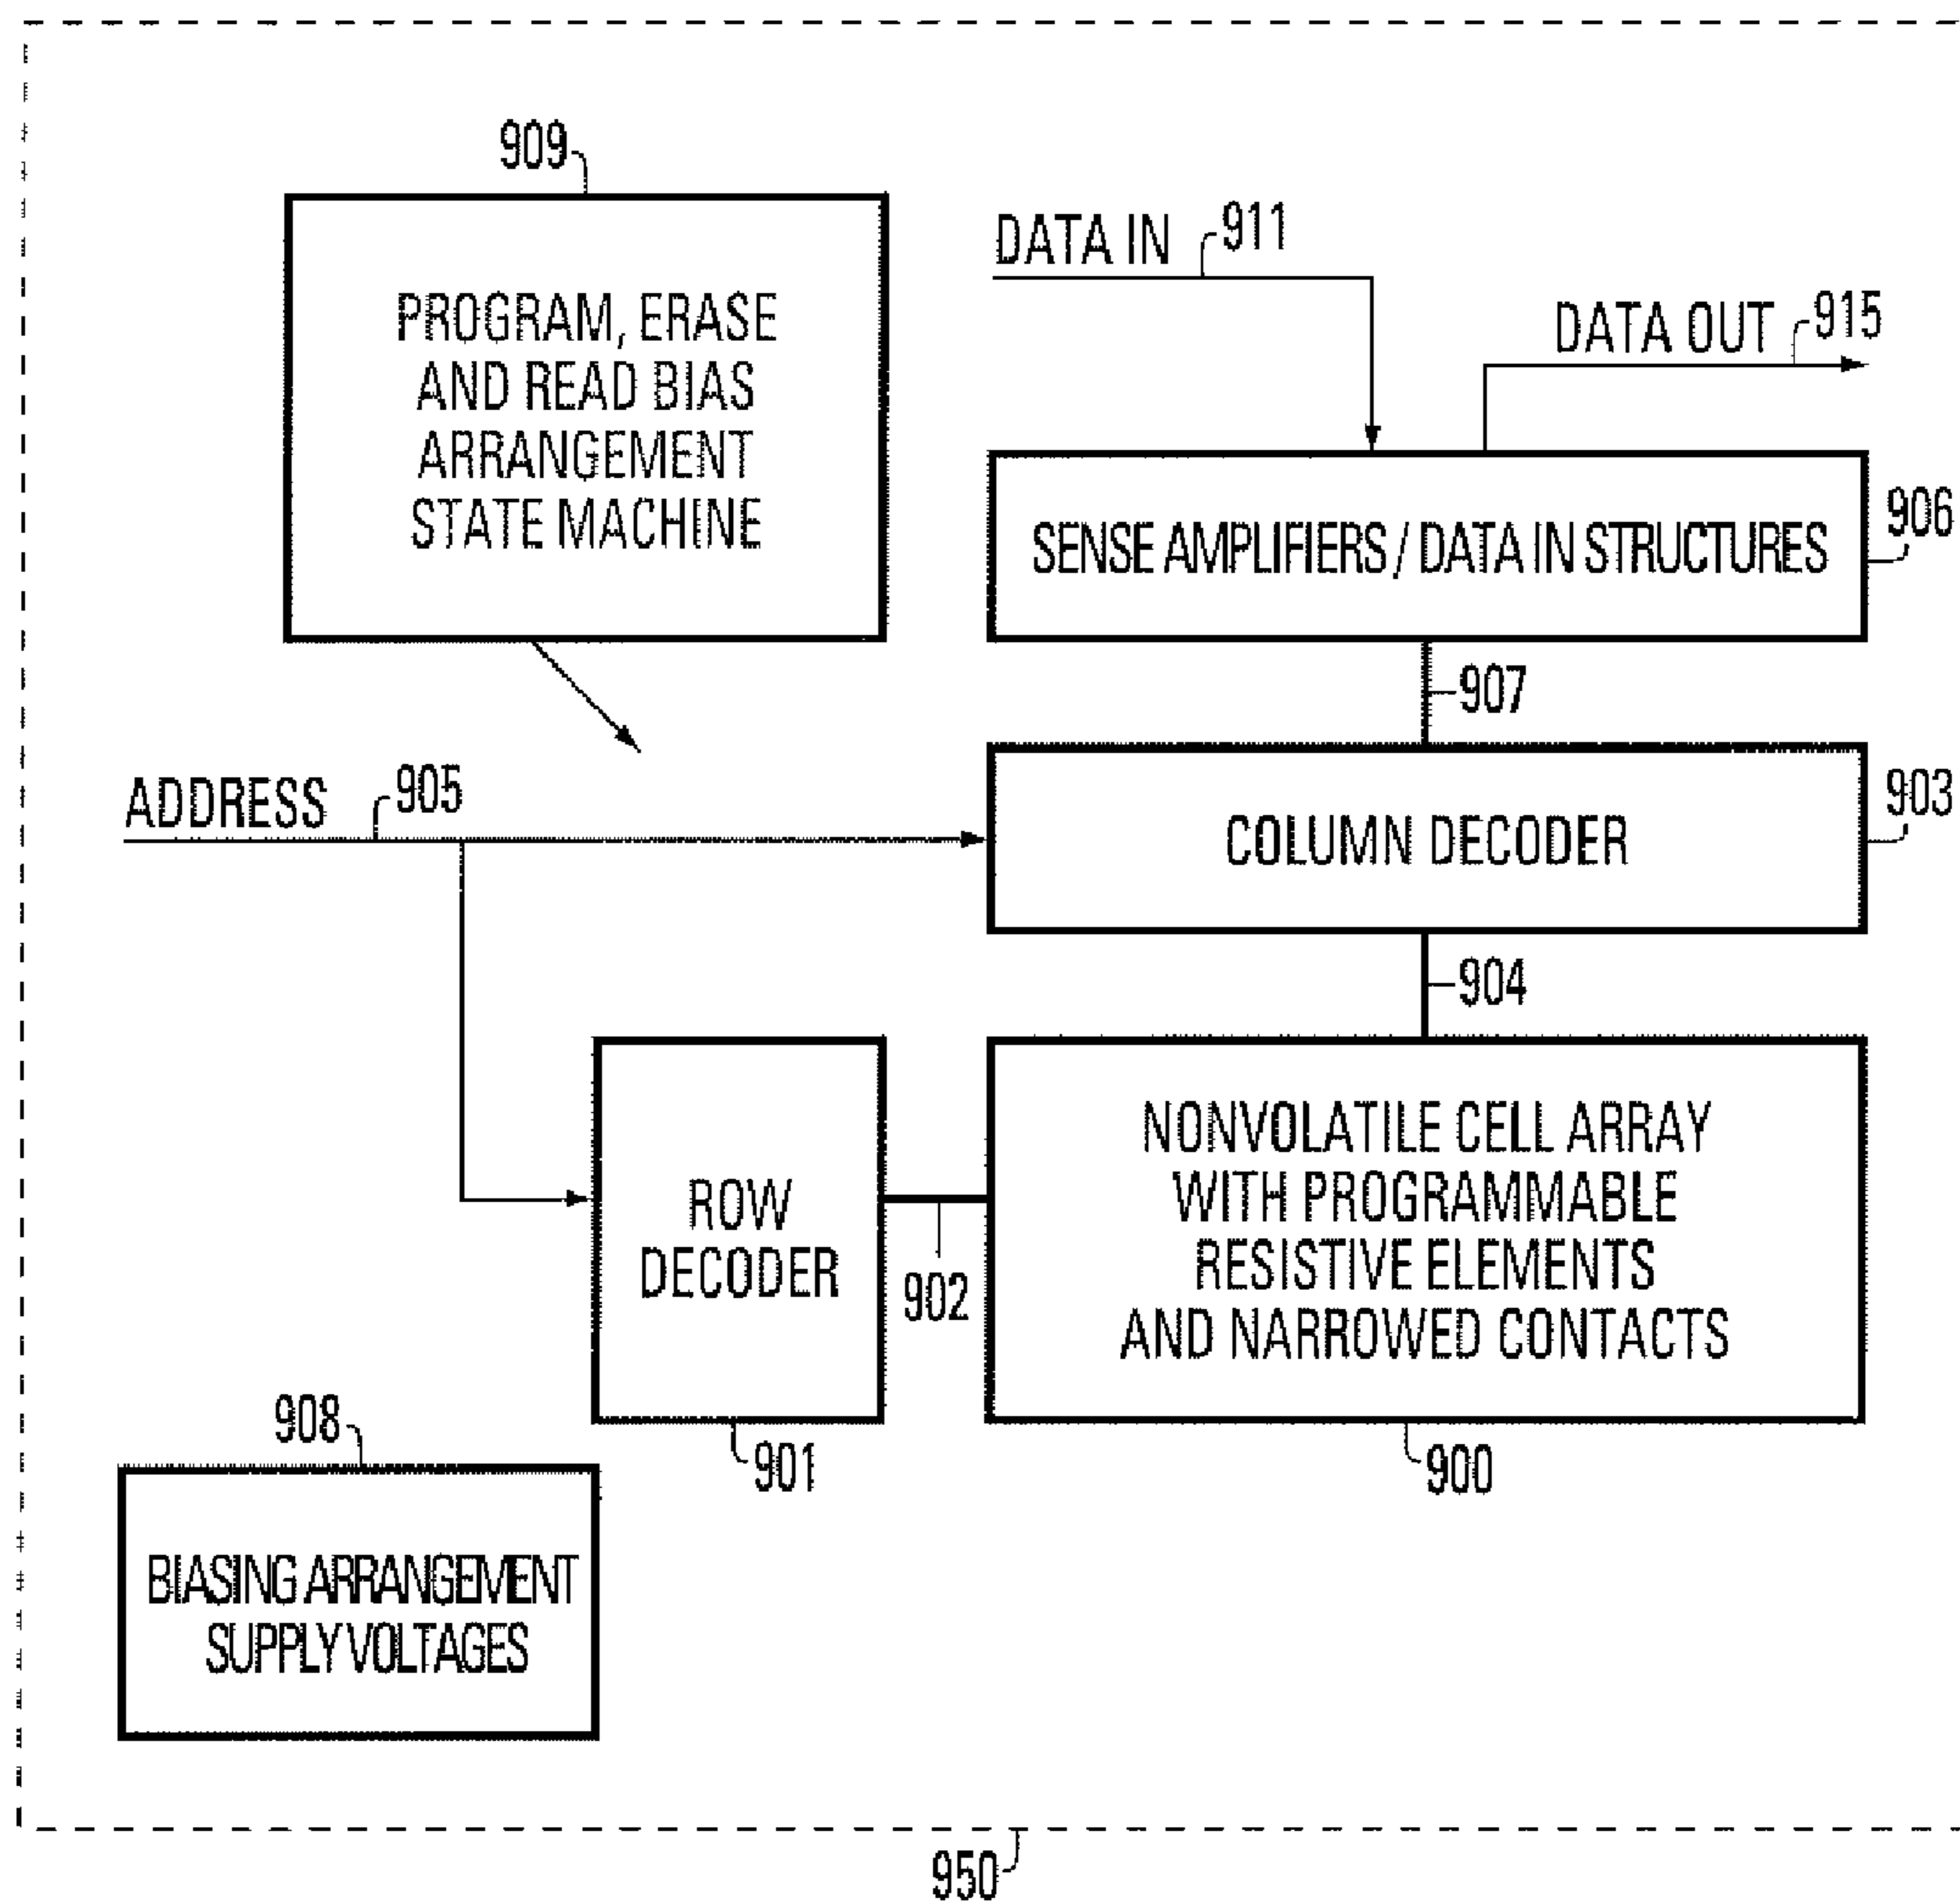 909
PROGRAM, ERASE
AND READ BIAS
ARRANGEMENT
STATE MACHINE
DATA IN
911
DATA OUT
915
SENSE AMPLIFIERS / DATA IN STRUCTURES
906
907
ADDRESS
905
COLUMN DECODER
903
904
ROW
DECODER
902
901
NONVOLATILE CELL ARRAY
WITH PROGRAMMABLE
RESISTIVE ELEMENTS
AND NARROWED CONTACTS
900
908
BIASING ARRANGEMENT
SUPPLY VOLTAGES
950